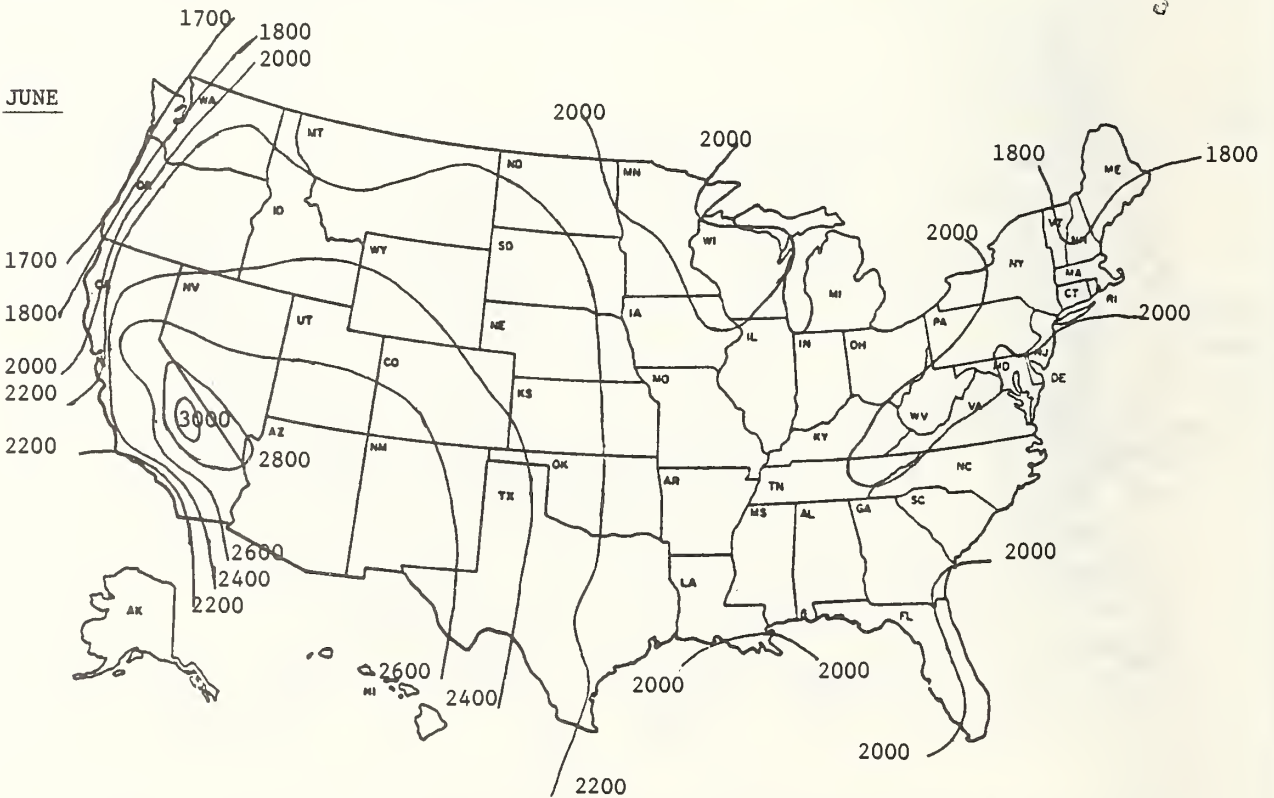 1700
1800
2000
JUNE
WA
MT
2000
2000
ND
MN
1800
1800
ME
OR
ID
VT
NH
WI
2000
NY
WY
SD
MA
1700
CA
NV
MI
CT
RI
1800
UT
NE
IA
IL
IN
OH
PA
2000
CO
NJ
MD
2000
KS
MO
DE
2200
3000
WV
VA
2200
AZ
NM
KY
2800
OK
NC
TX
AR
TN
SC
MS
AL
GA
2600
2400
2000
2200
LA
AK
FL
2600
HI
2400
2000
2000
2000
2200